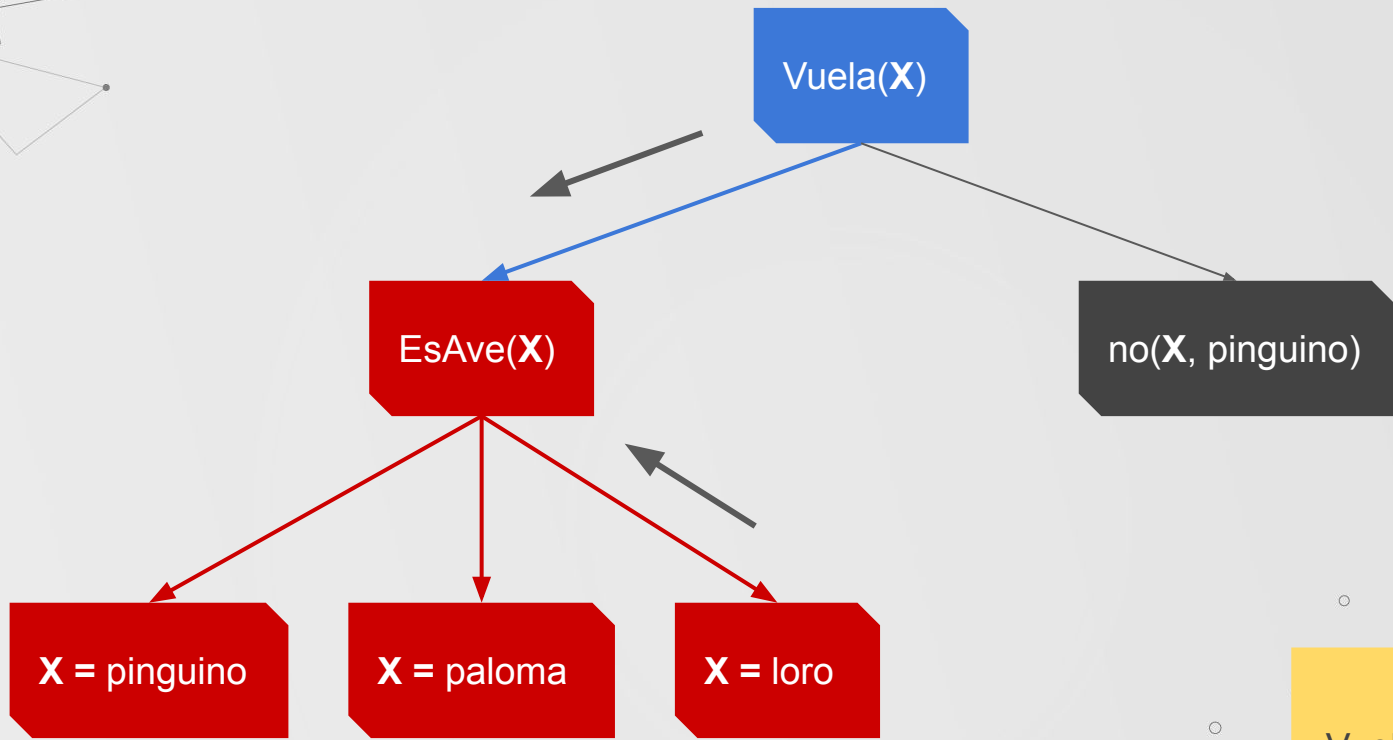 Vuela(X)
EsAve(X)
no(X, pinguino)
X = pinguino
X = paloma
X = loro